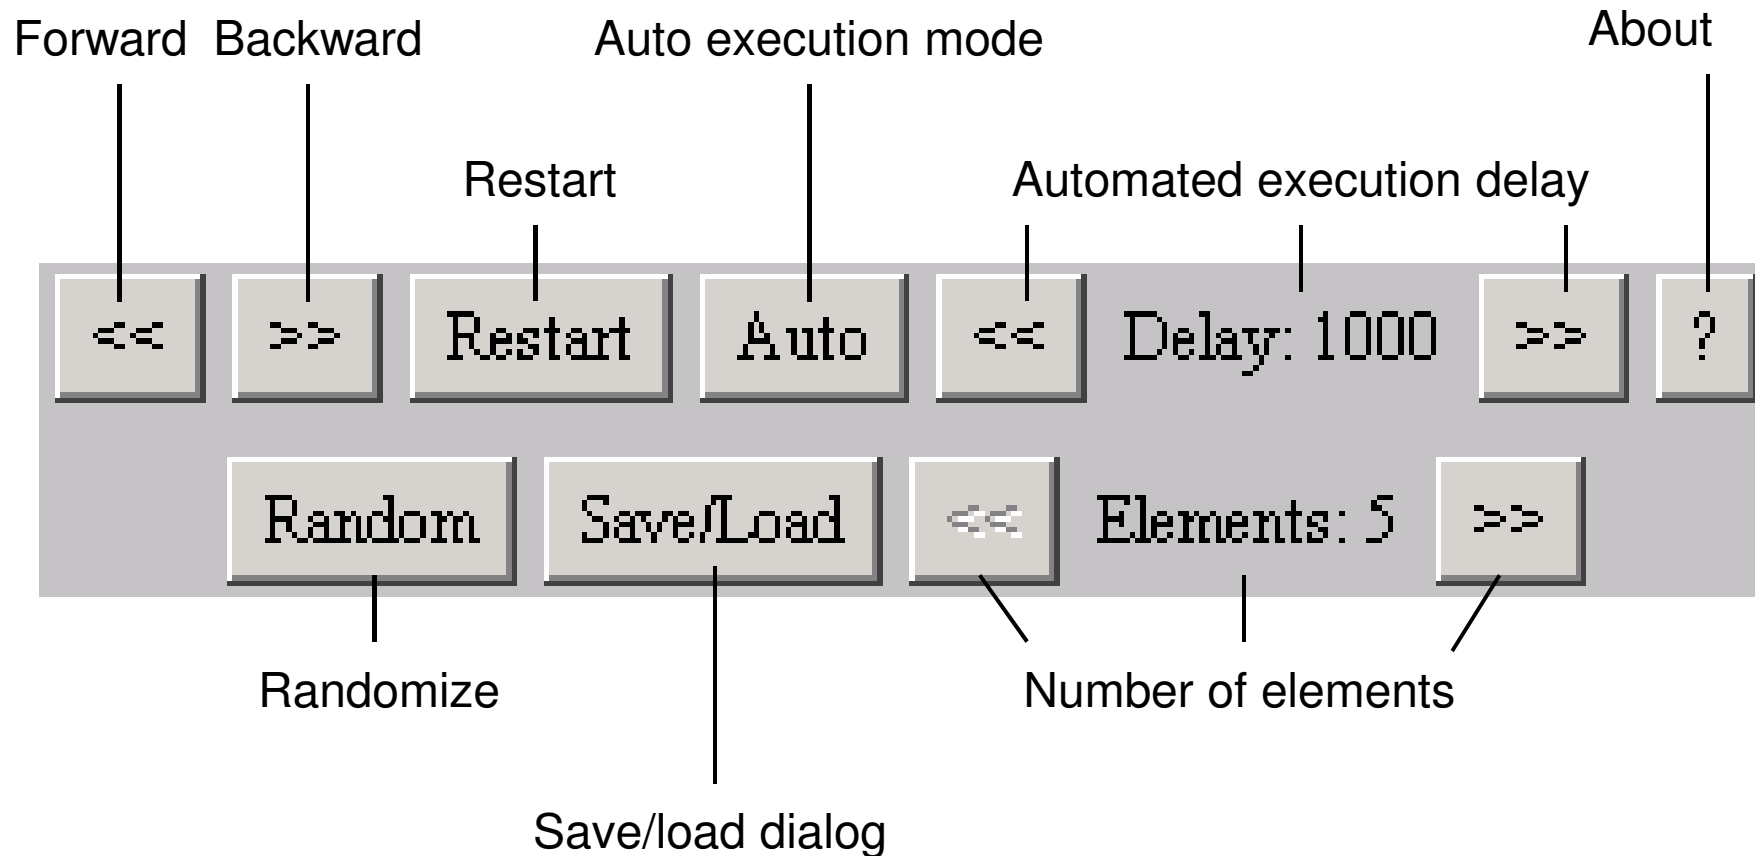 Forward Backward Auto execution mode About
Restart Automated execution delay
<< >> Restart Auto << Delay: 1000 >> ?
Random Save/Load << Elements: 5 >>
Randomize Number of elements
Save/load dialog